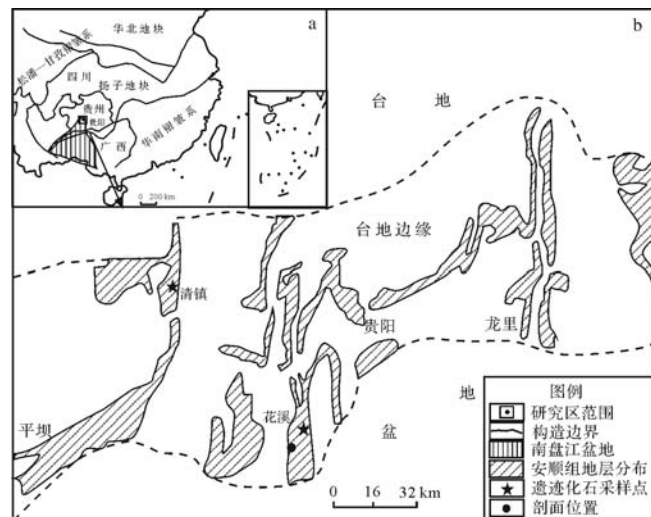 a
华北地块
松潘—甘孜褶皱系
四川
扬子地块
贵州
贵阳
广西
华南褶皱系
0 200 km
b
台 地
台地边缘
清镇
贵阳
龙里
花溪
平坝
盆 地
0 16 32 km
图例
研究区范围
构造边界
南盘江盆地
安顺组地层分布
遗迹化石采样点
剖面位置